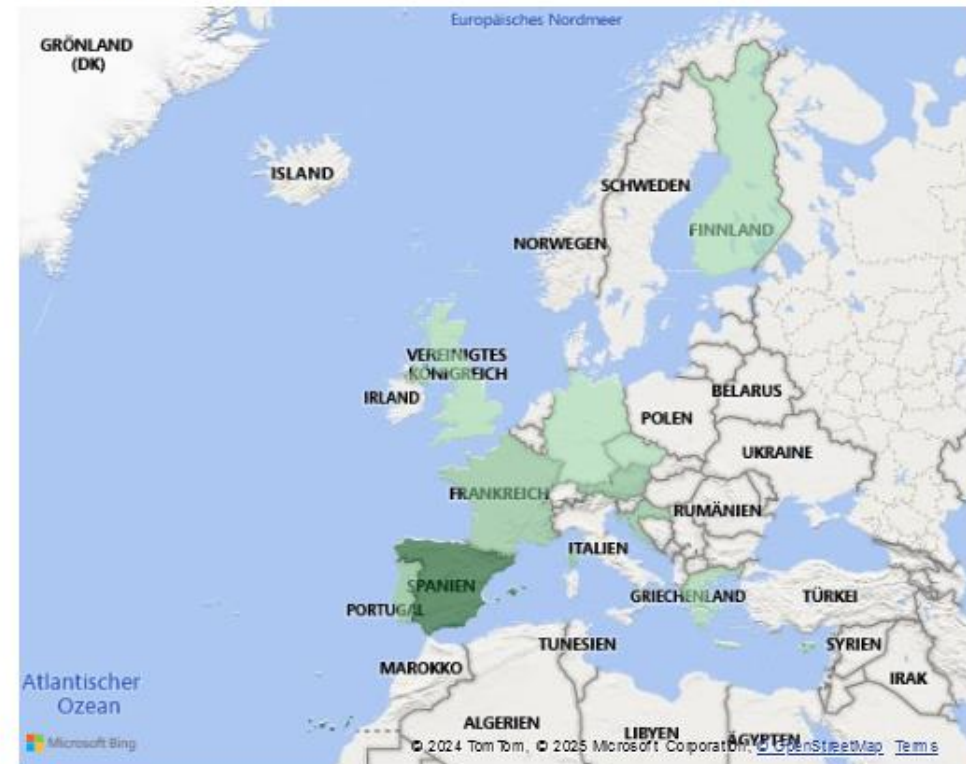 Europäisches Nordmeer
GRÖNLAND
(DK)
ISLAND
SCHWEDEN
FINNLAND
NORWEGEN
VEREINIGTES
KÖNIGREICH
IRLAND
BELARUS
POLEN
UKRAINE
FRANKREICH
RUMÄNIEN
ITALIEN
SPANIEN
GRIECHENLAND
TÜRKEI
PORTUGAL
TUNESIEN
SYRIEN
MAROKKO
IRAK
Atlantischer
Ozean
ALGERIEN
LIBYEN
ÄGYPTEN
Microsoft Bing
© 2024 TomTom, © 2025 Microsoft Corporation, © OpenStreetMap Terms